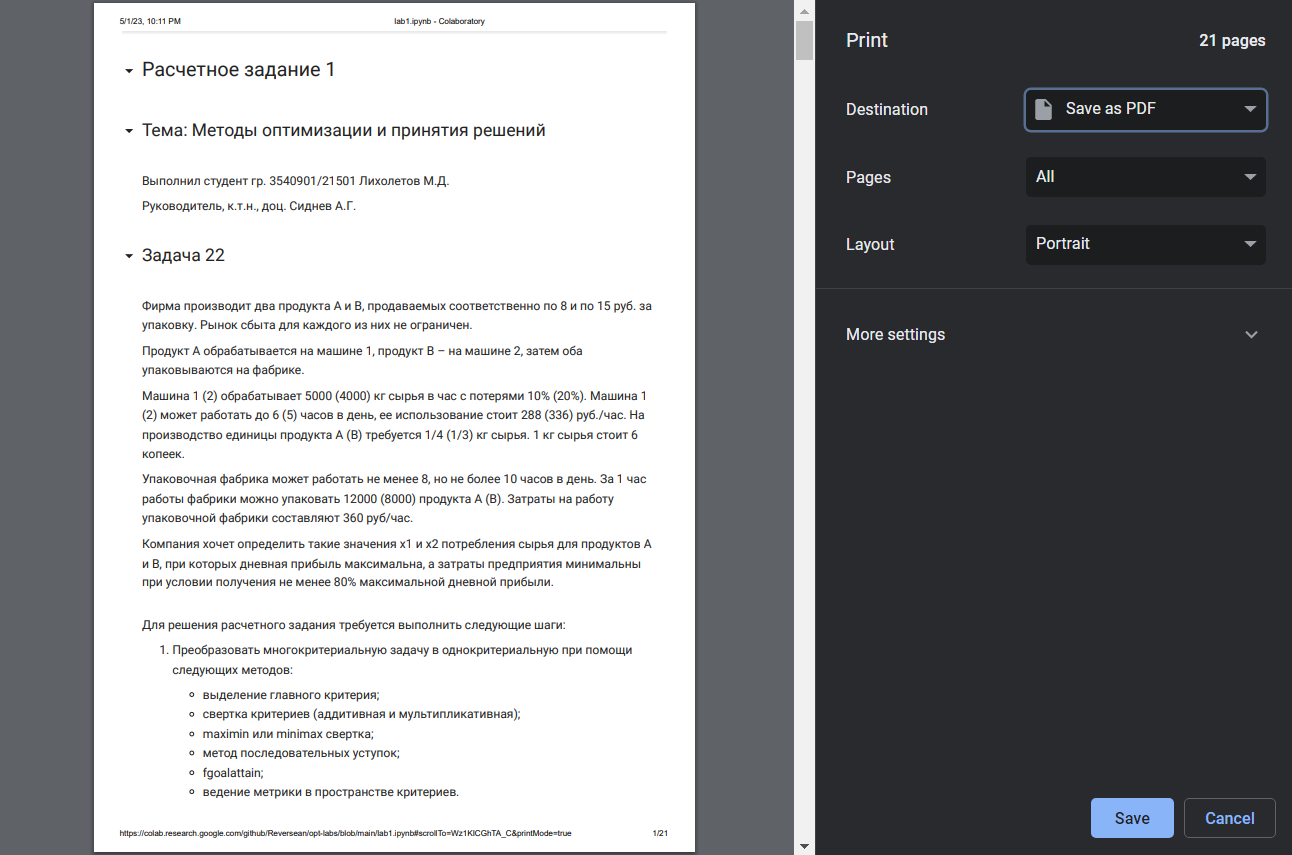 5/1/23, 10:11 PM
lab1.ipynb - Colaboratory
Расчетное задание 1
Тема: Методы оптимизации и принятия решений
Выполнил студент гр. 3540901/21501 Лихолетов М.Д.
Руководитель, к.т.н., доц. Сиднев А.Г.
Задача 22
Фирма производит два продукта А и В, продаваемых соответственно по 8 и по 15 руб. за
упаковку. Рынок сбыта для каждого из них не ограничен.
Продукт А обрабатывается на машине 1, продукт В – на машине 2, затем оба
упаковываются на фабрике.
Машина 1 (2) обрабатывает 5000 (4000) кг сырья в час с потерями 10% (20%). Машина 1
(2) может работать до 6 (5) часов в день, ее использование стоит 288 (336) руб./час. На
производство единицы продукта А (В) требуется 1/4 (1/3) кг сырья. 1 кг сырья стоит 6
копеек.
Упаковочная фабрика может работать не менее 8, но не более 10 часов в день. За 1 час
работы фабрики можно упаковать 12000 (8000) продукта А (В). Затраты на работу
упаковочной фабрики составляют 360 руб/час.
Компания хочет определить такие значения x1 и x2 потребления сырья для продуктов А
и В, при которых дневная прибыль максимальна, а затраты предприятия минимальны
при условии получения не менее 80% максимальной дневной прибыли.
Для решения расчетного задания требуется выполнить следующие шаги:
1. Преобразовать многокритериальную задачу в однокритериальную при помощи
следующих методов:
выделение главного критерия;
свертка критериев (аддитивная и мультипликативная);
maximin или minimax свертка;
метод последовательных уступок;
fgoalattain;
ведение метрики в пространстве критериев.
https://colab.research.google.com/github/Reversean/opt-labs/blob/main/lab1.ipynb#scrollTo=Wz1KlCGhTA_C&printMode=true
1/21
Print
21 pages
Destination
Save as PDF
Pages
All
Layout
Portrait
More settings
Save
Cancel